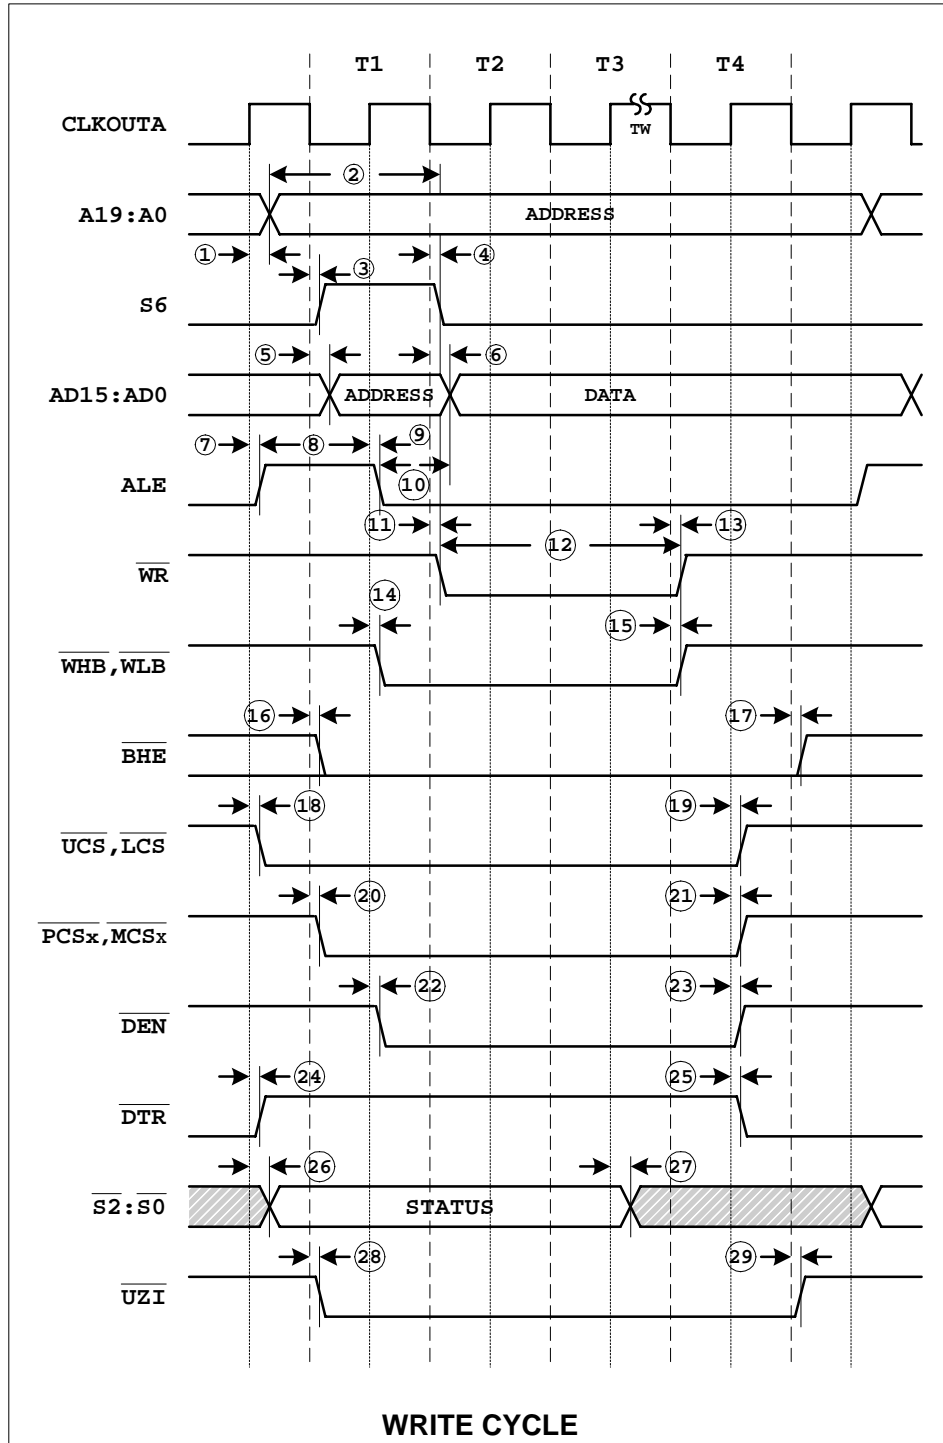 T1 T2 T3 T4
CLKOUTA
TW
2
A19:A0 ADDRESS
1 4
3
S6
5 6
AD15:AD0 ADDRESS DATA
7 8 9
ALE 10
11 12 13
WR
14
15
WHB,WLB
16 17
BHE
18 19
UCS,LCS
20 21
PCSx,MCSx
22 23
DEN
24 25
DTR
26 27
S2:S0 STATUS
28 29
UZI
WRITE CYCLE